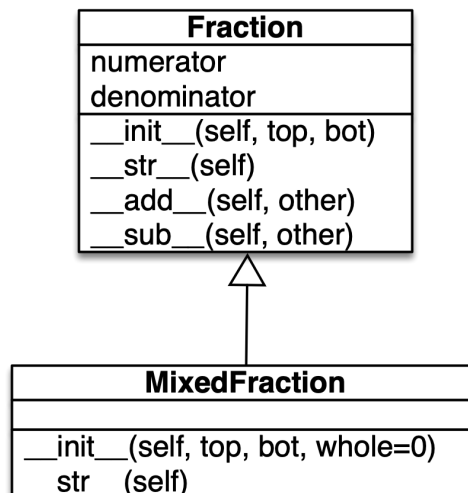 Fraction
numerator
denominator
__init__(self, top, bot)
__str__(self)
__add__(self, other)
__sub__(self, other)
MixedFraction
__init__(self, top, bot, whole=0)
__str__(self)